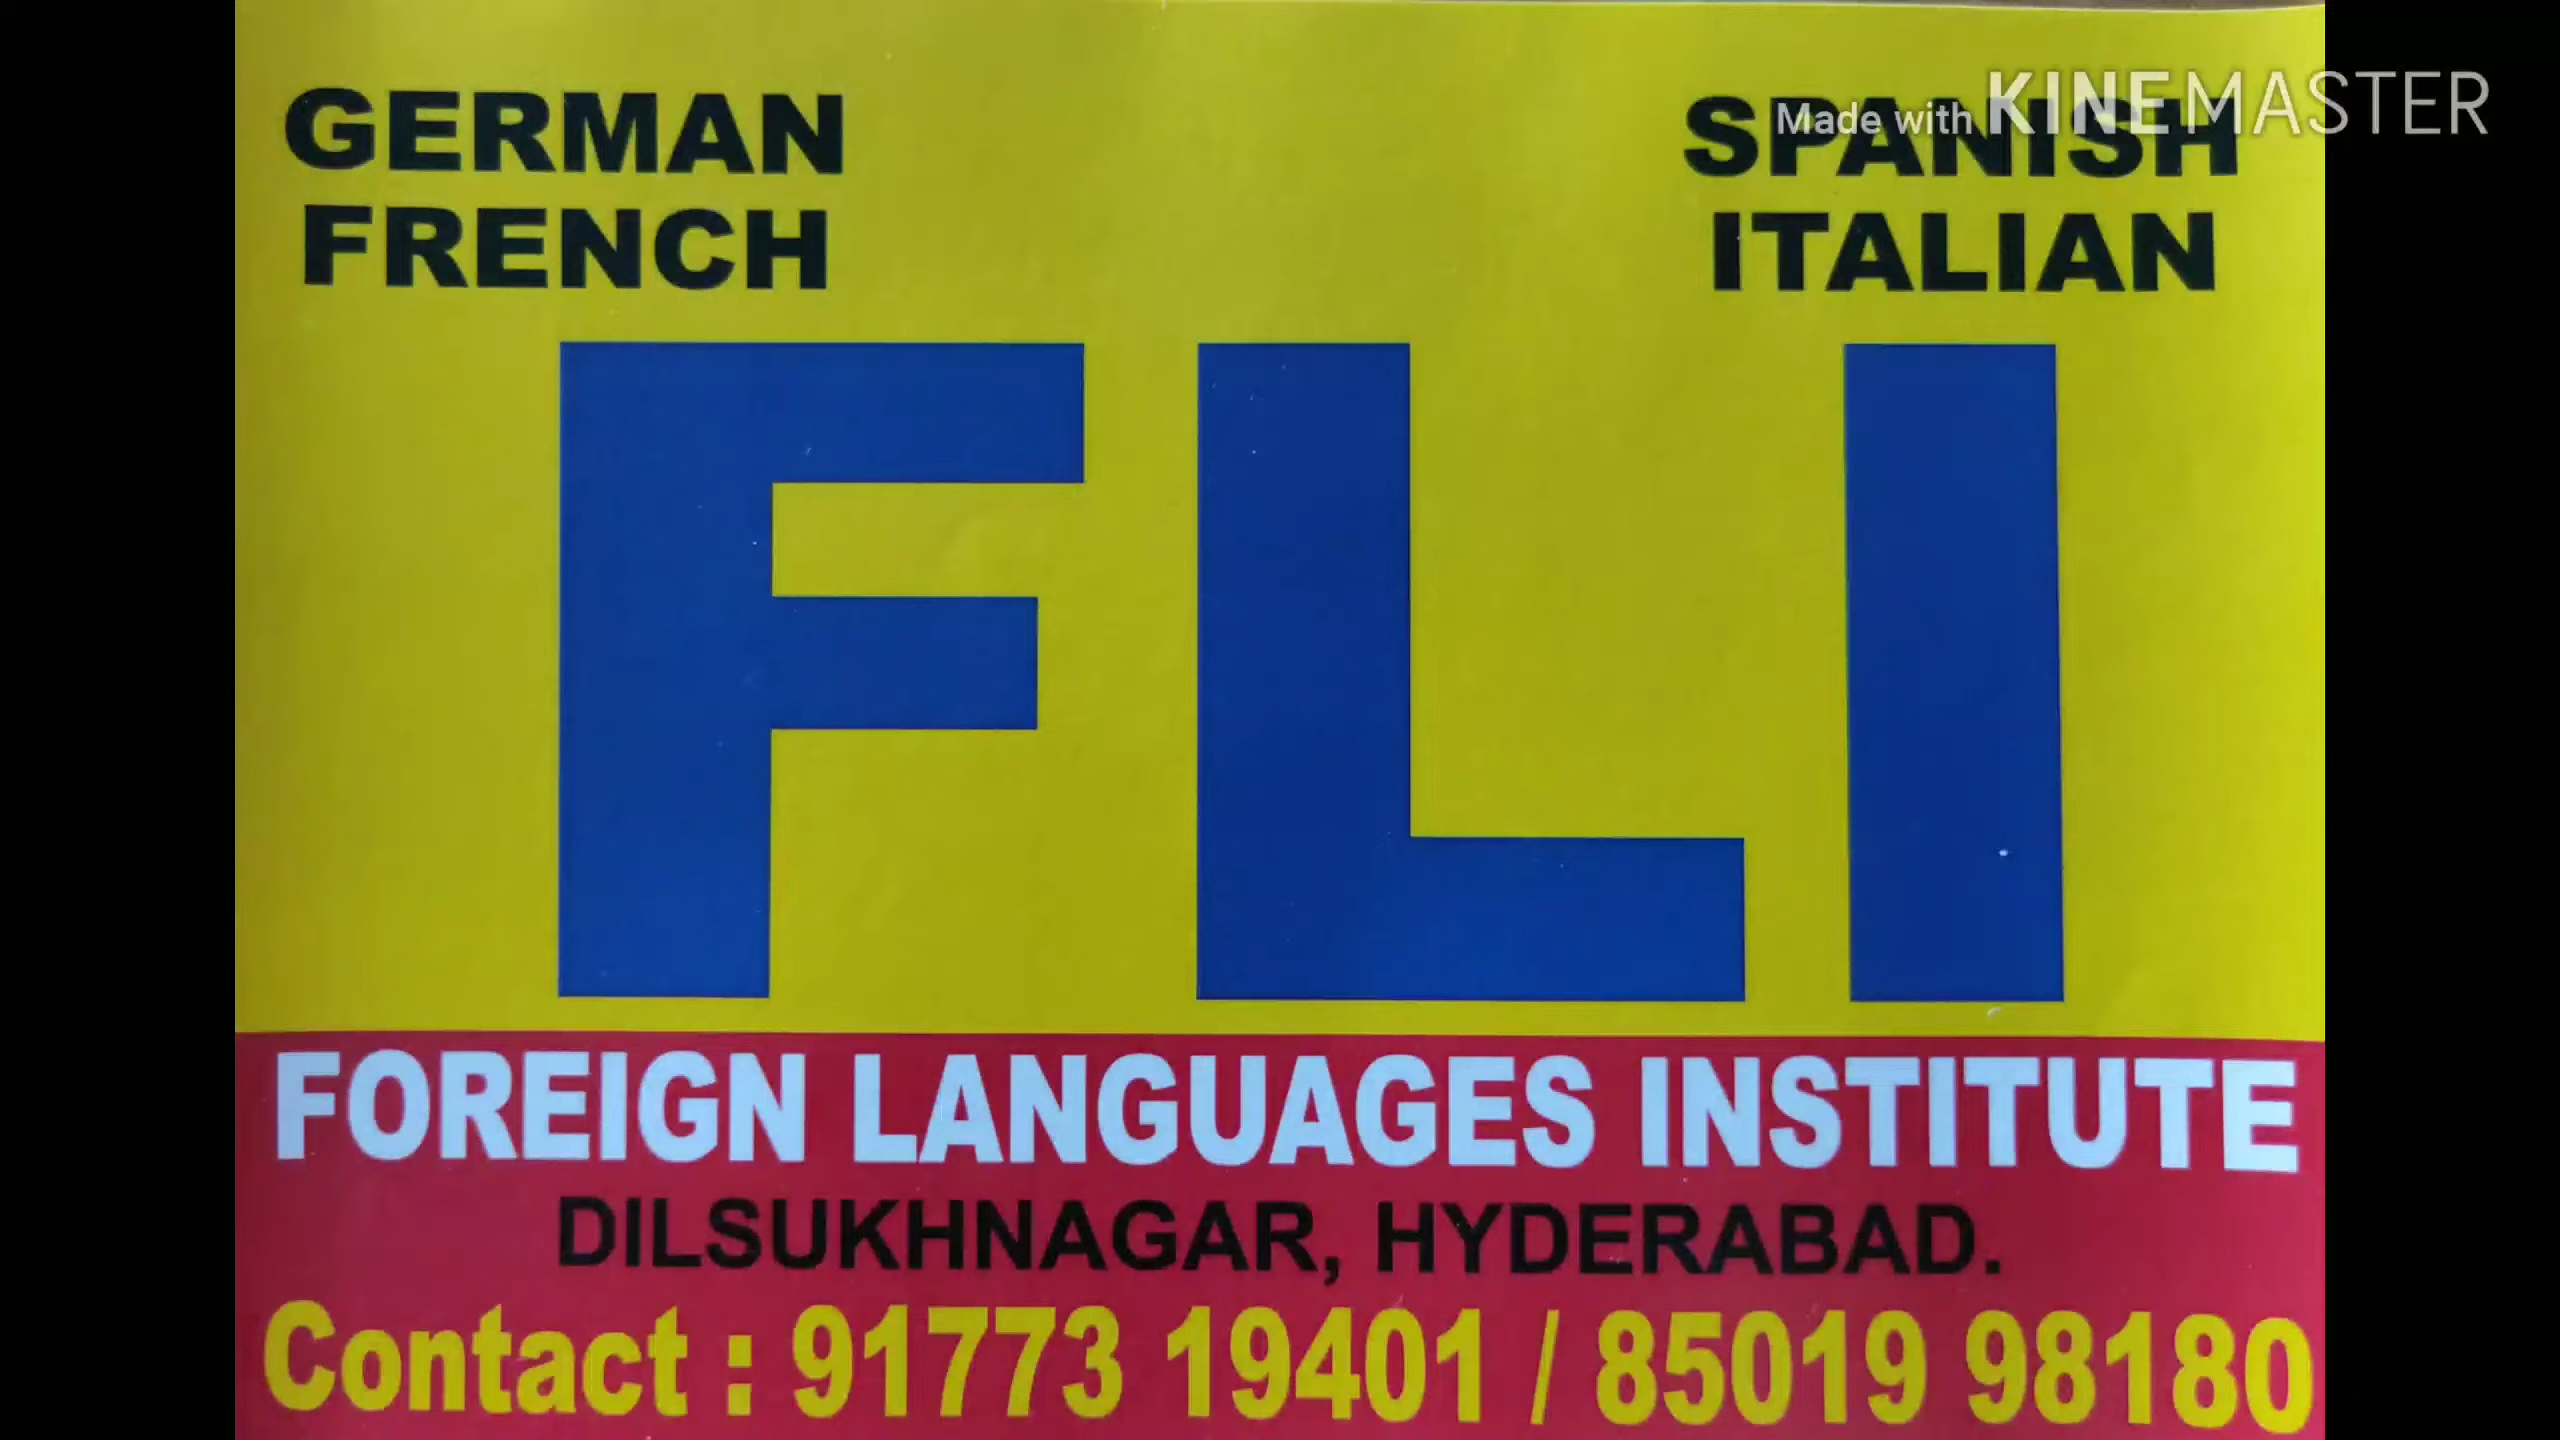 GERMAN
FRENCH
SPANISH
ITALIAN
Made with KINEMASTER
FLI
FOREIGN LANGUAGES INSTITUTE
DILSUKHNAGAR, HYDERABAD.
Contact : 91773 19401 / 85019 98180